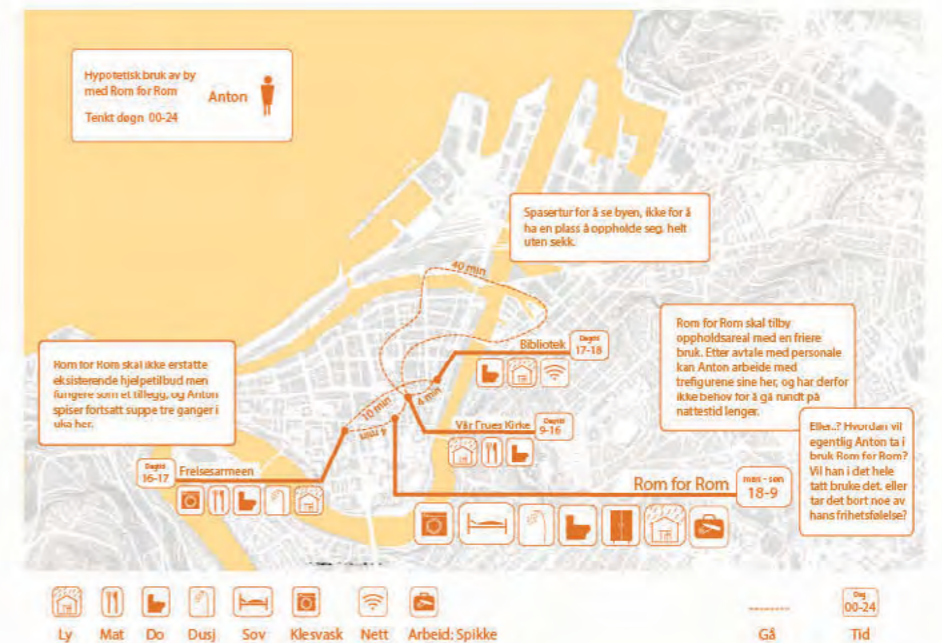 Hypotetisk bruk av by
med Rom for Rom
Anton
Tenkt døgn 00-24
Spasertur for å se byen, ikke for å
ha en plass å oppholde seg, helt
uten sekk.
40 min
Rom for Rom skal tilby
oppholdsareal med en friere
bruk. Etter avtale med personale
kan Anton arbeide med
trefigurene sine her, og har derfor
ikke behov for å gå rundt på
nattestid lenger.
Bibliotek
Dagtid
17-18
Rom for Rom skal ikke erstatte
eksisterende hjelpetilbud men
fungere som et tillegg, og Anton
spiser fortsatt suppe tre ganger i
uka her.
10 min
4 min
4 min
Vår Frues Kirke
Dagtid
9-16
Eller..? Hvordan vil
egentlig Anton ta i
bruk Rom for Rom?
Vil han i det hele
tatt bruke det, eller
tar det bort noe av
hans frihetsfølelse?
Dagtid
16-17
Frelsesarmeen
Rom for Rom
man - søn
18-9
Ly
Mat
Do
Dusj
Sov
Klesvask
Nett
Arbeid: Spikke
Gå
Dag
00-24
Tid